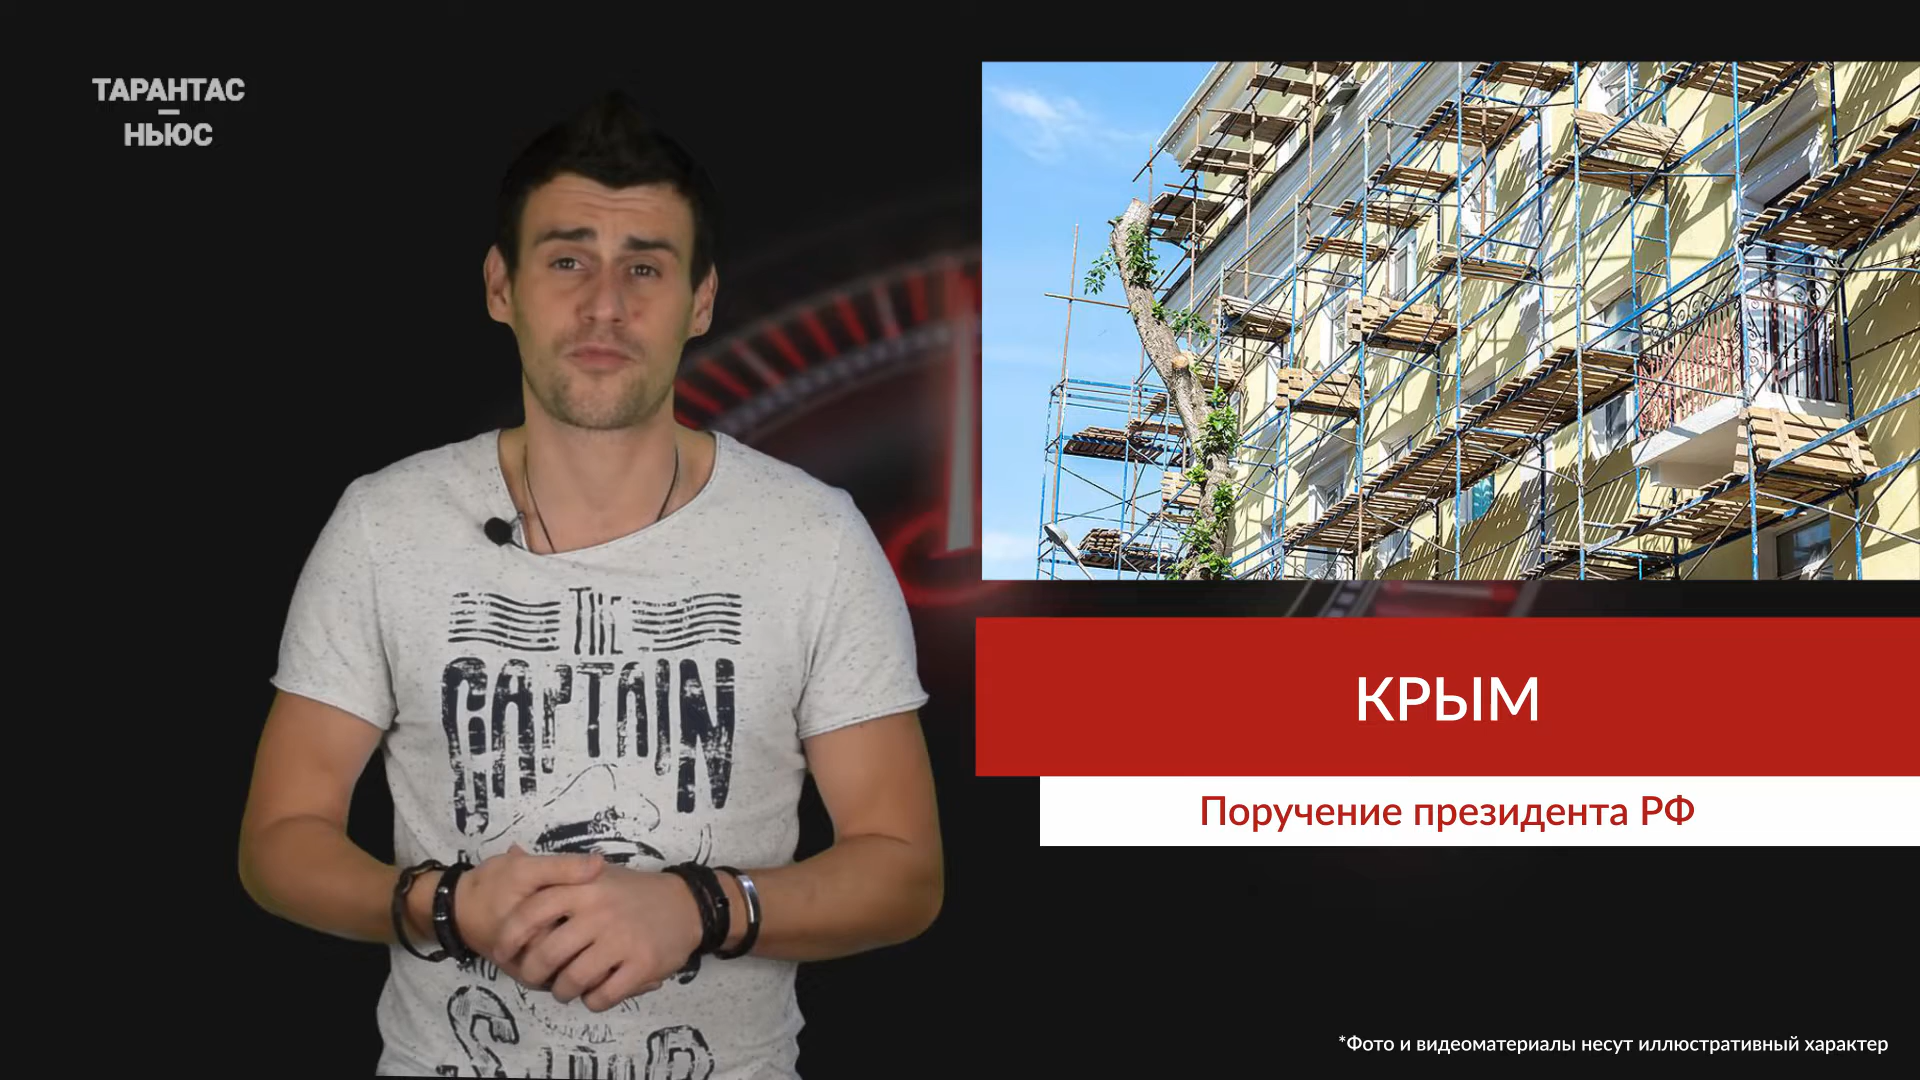 ТАРАНТАС
–
НЬЮС
THE
CAPTAIN
КРЫМ
Поручение президента РФ
*Фото и видеоматериалы несут иллюстративный характер